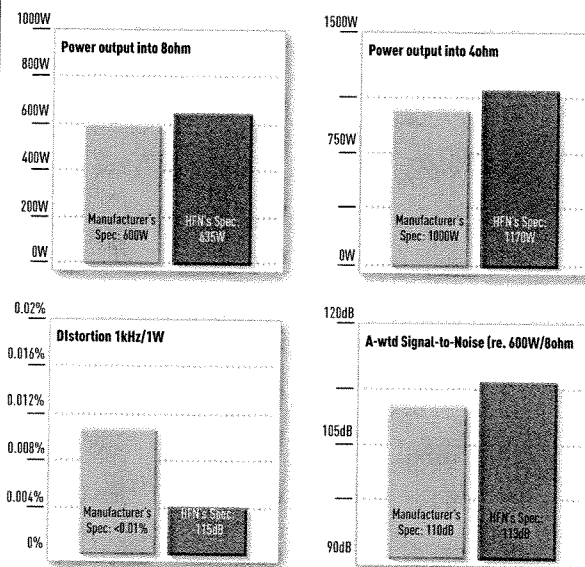 Power output into 8ohm
1000W
800W
600W
400W
200W
0W
Manufacturer's
Spec: 600W
HFN's Spec:
635W
Power output into 4ohm
1500W
750W
0W
Manufacturer's
Spec: 1000W
HFN's Spec:
1170W
DIstortion 1kHz/1W
0.02%
0.016%
0.012%
0.008%
0.004%
0%
Manufacturer's
Spec: <0.01%
HFN's Spec:
115dB
A-wtd Signal-to-Noise (re. 600W/8ohm
120dB
105dB
90dB
Manufacturer's
Spec: 110dB
HFN's Spec:
113dB